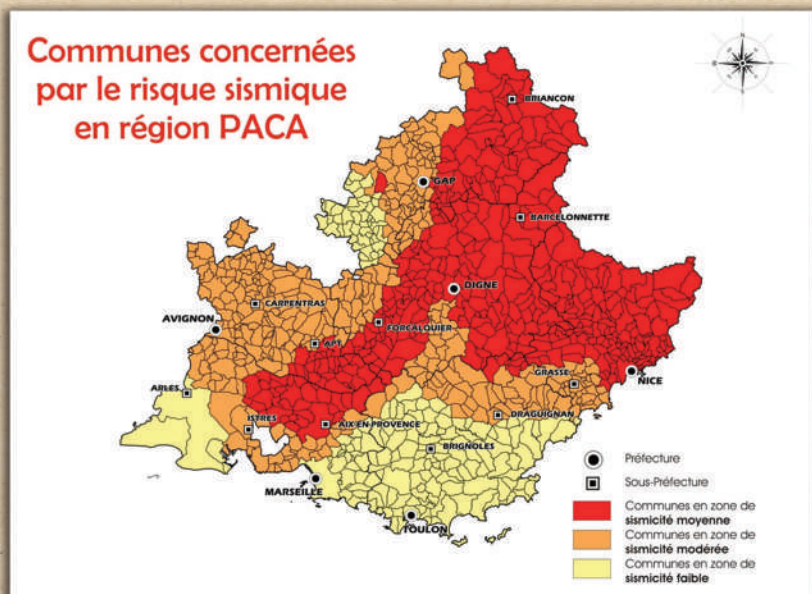 Communes concernées
par le risque sismique
en région PACA
N
BRIANÇON
GAP
BARCELONNETTE
DIGNE
CARPENTRAS
AVIGNON
FORCALQUIER
APT
GRASSE
NICE
ARLES
ISTRES
DRAGUIGNAN
AIX EN PROVENCE
BRIGNOLES
MARSEILLE
TOULON
Préfecture
Sous-Préfecture
Communes en zone de
sismicité moyenne
Communes en zone de
sismicité modérée
Communes en zone de
sismicité faible